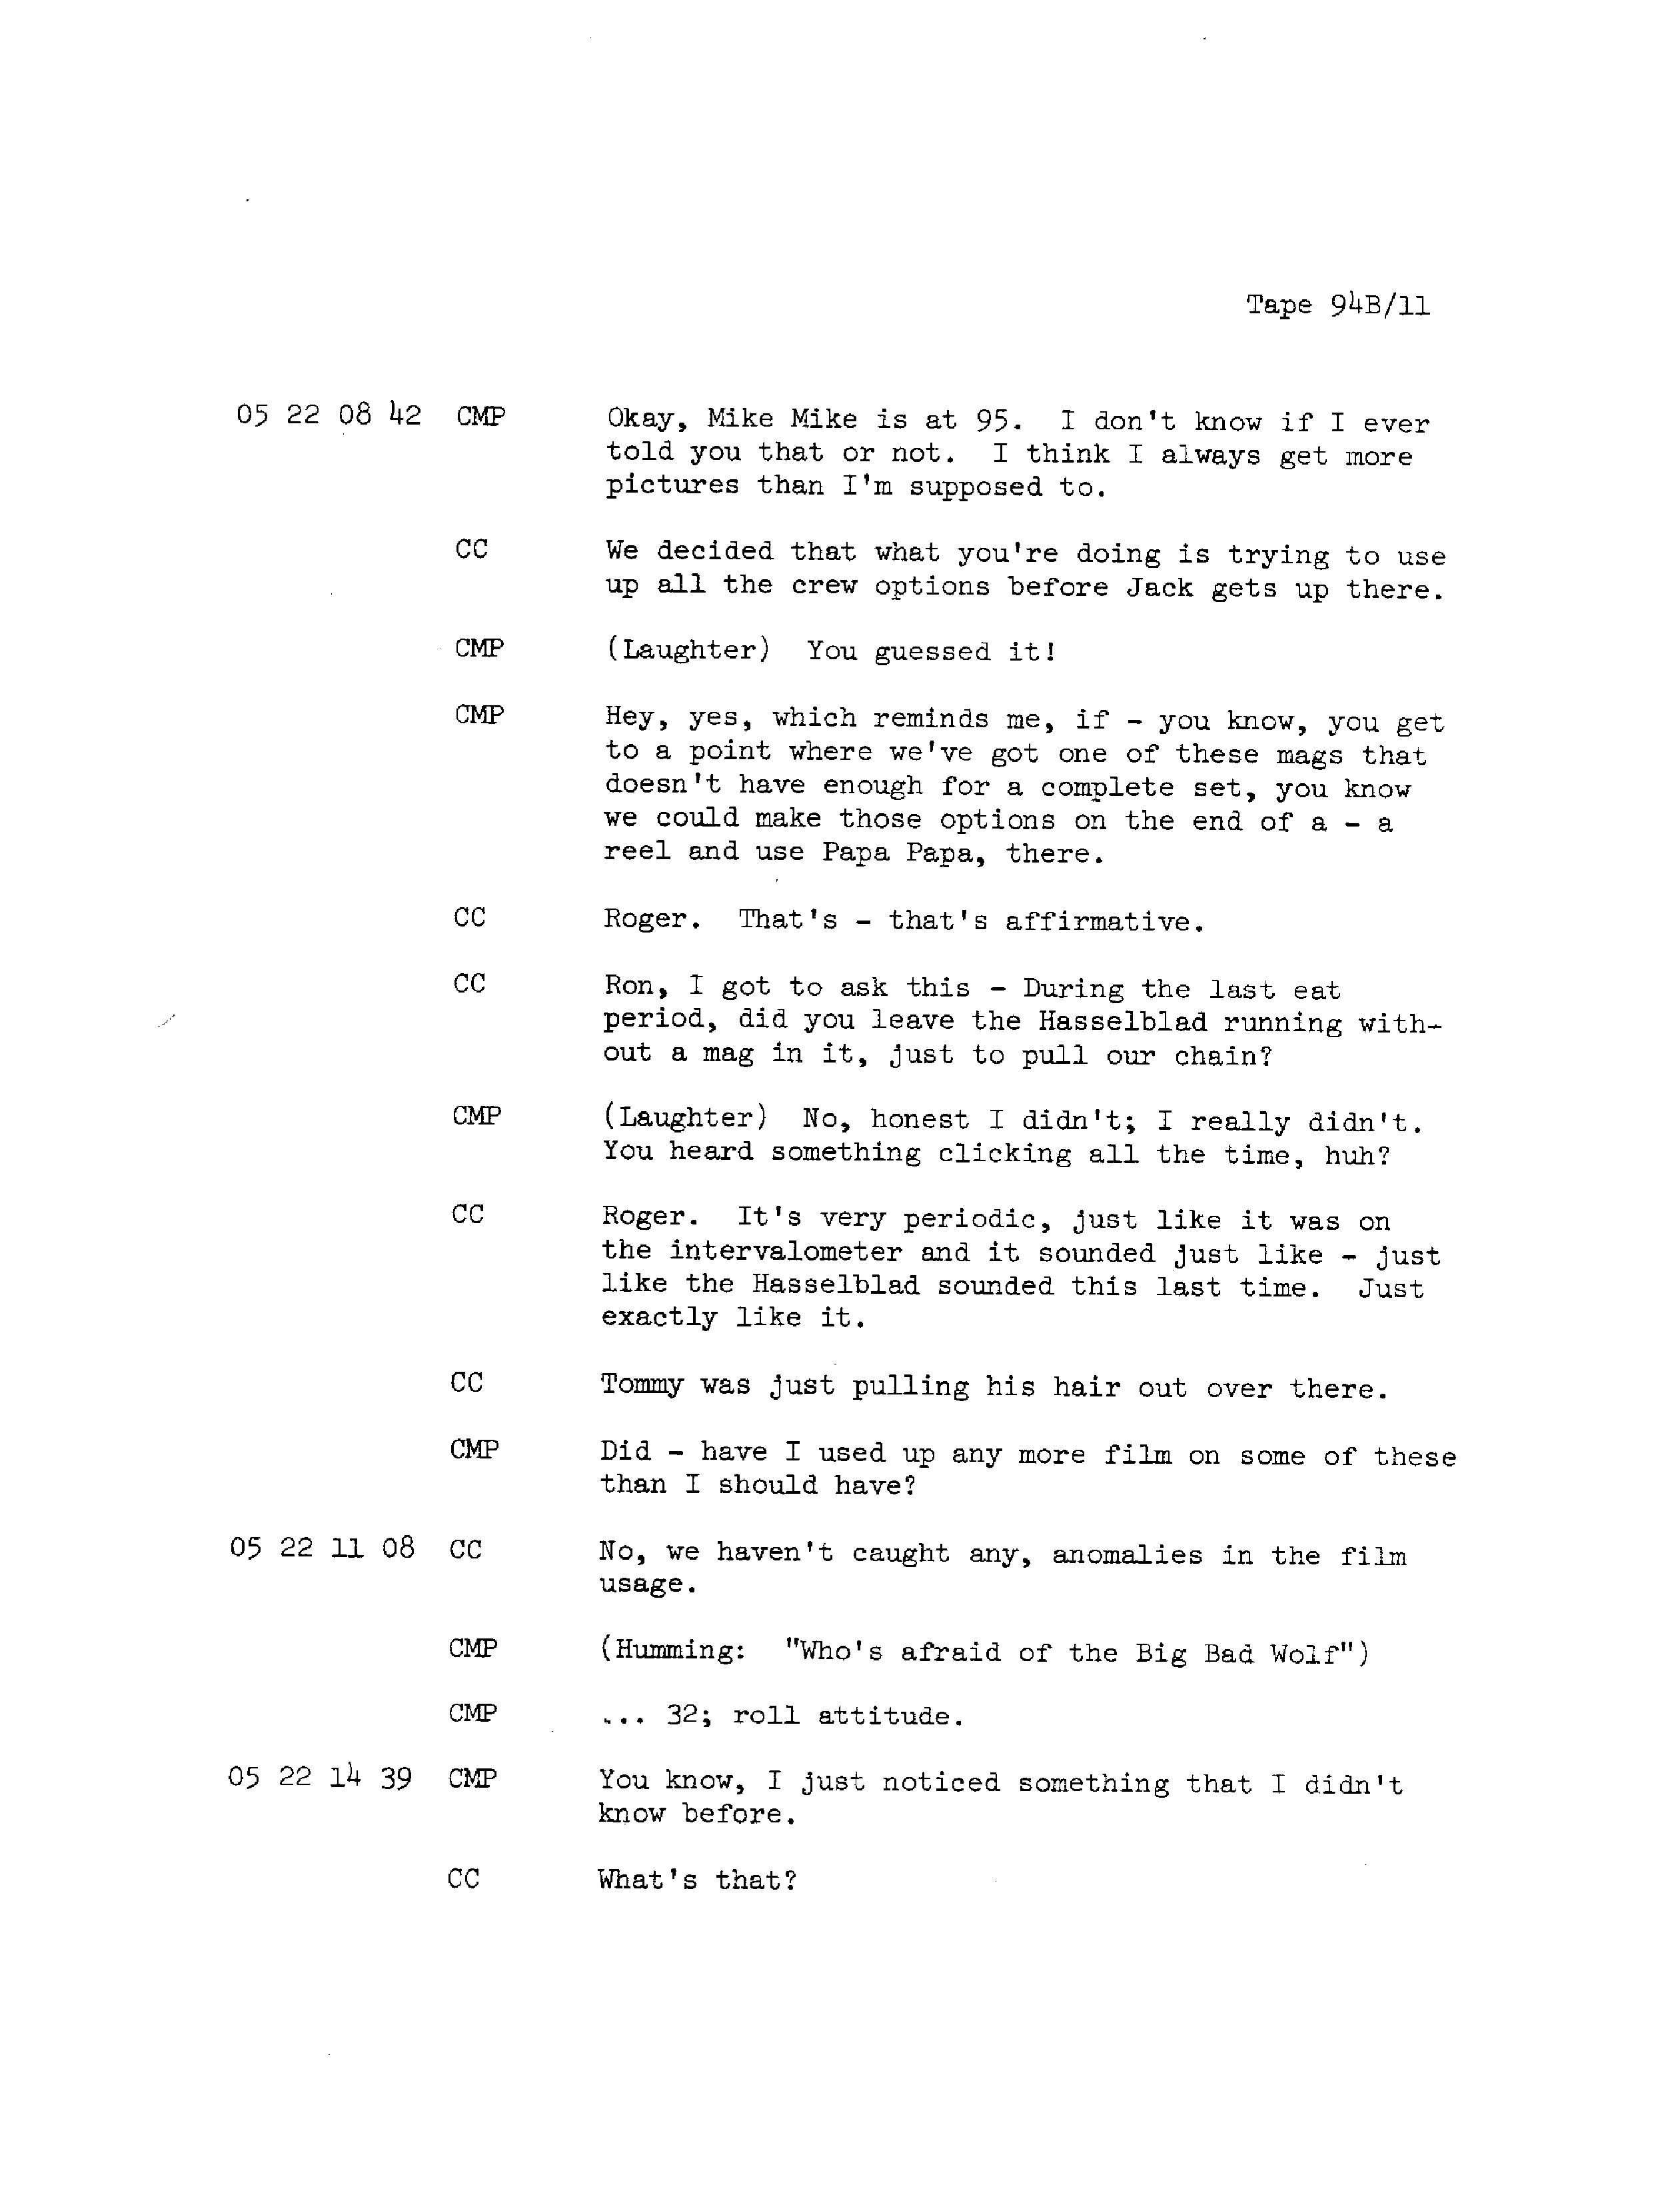 Tape 94B/11
05 22 08 42 CMP Okay, Mike Mike is at 95. I don't know if I ever
told you that or not. I think I always get more
pictures than I'm supposed to.
CC We decided that what you're doing is trying to use
up all the crew options before Jack gets up there.
CMP (Laughter) You guessed it!
CMP Hey, yes, which reminds me, if - you know, you get
to a point where we've got one of these mags that
doesn't have enough for a complete set, you know
we could make those options on the end of a - a
reel and use Papa Papa, there.
CC Roger. That's - that's affirmative.
CC Ron, I got to ask this - During the last eat
period, did you leave the Hasselblad running with-
out a mag in it, just to pull our chain?
CMP (Laughter) No, honest I didn't; I really didn't.
You heard something clicking all the time, huh?
CC Roger. It's very periodic, just like it was on
the intervalometer and it sounded just like - just
like the Hasselblad sounded this last time. Just
exactly like it.
CC Tommy was just pulling his hair out over there.
CMP Did - have I used up any more film on some of these
than I should have?
05 22 11 08 CC No, we haven't caught any, anomalies in the film
usage.
CMP (Humming: "Who's afraid of the Big Bad Wolf")
CMP ... 32; roll attitude.
05 22 14 39 CMP You know, I just noticed something that I didn't
know before.
CC What's that?